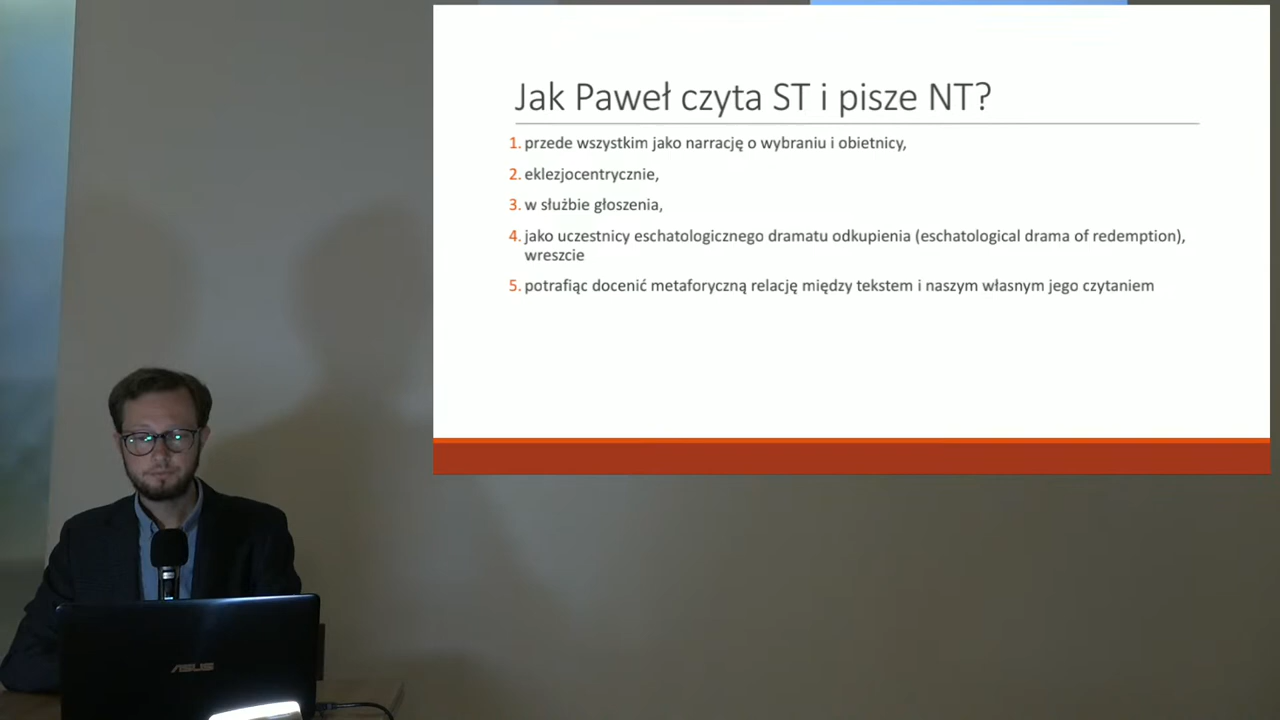 Jak Paweł czyta ST i pisze NT?
1. przede wszystkim jako narrację o wybraniu i obietnicy,
2. eklezjocentrycznie,
3. w służbie głoszenia,
4. jako uczestnicy eschatologicznego dramatu odkupienia (eschatological drama of redemption),
wreszcie
5. potrafiąc docenić metaforyczną relację między tekstem i naszym własnym jego czytaniem
ASUS